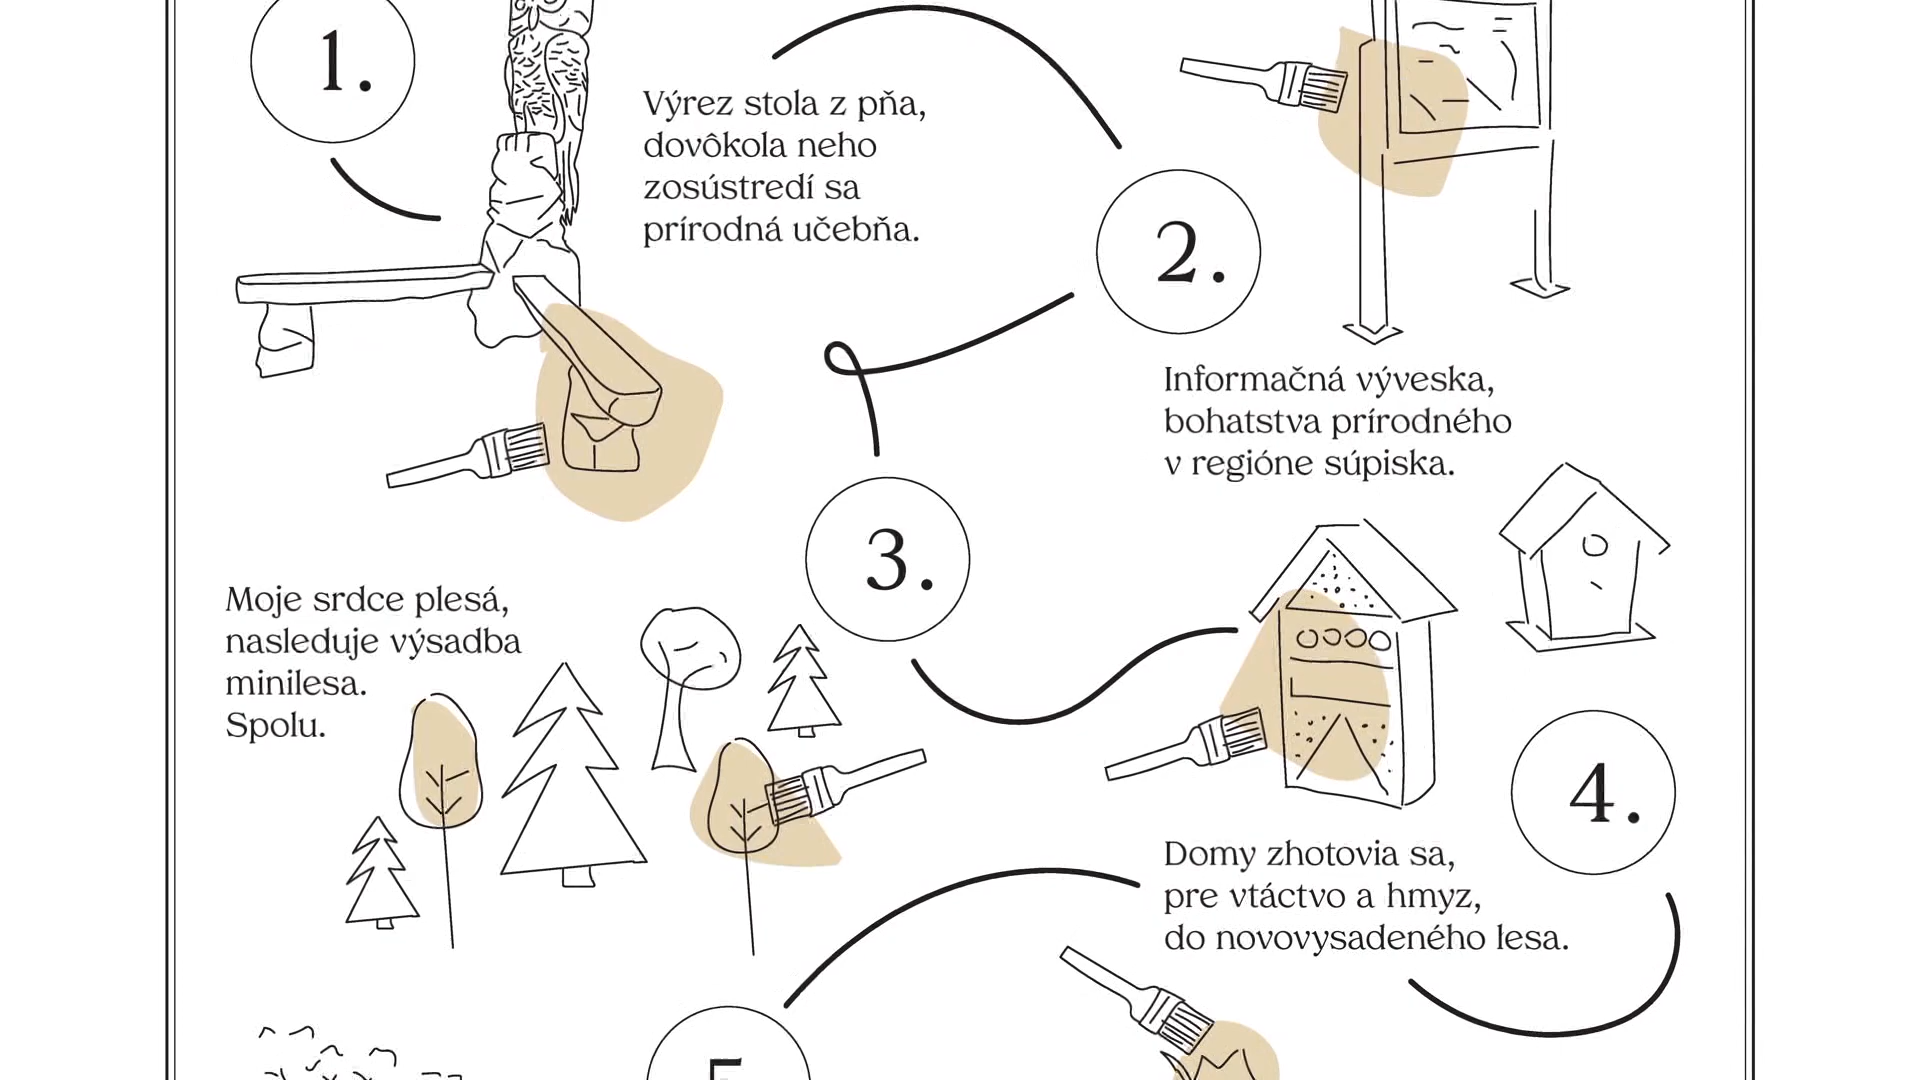 1.
Výrez stola z pňa,
dovôkola neho
zosústredí sa
prírodná učebňa.
2.
Informačná výveska,
bohatstva prírodného
v regióne súpiska.
3.
Moje srdce plesá,
nasleduje výsadba
minilesa.
Spolu.
4.
Domy zhotovia sa,
pre vtáctvo a hmyz,
do novovysadeného lesa.
5